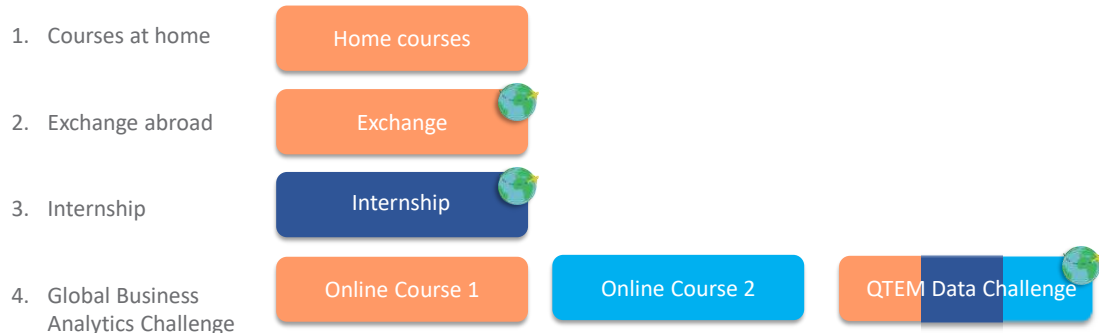 1. Courses at home
Home courses
2. Exchange abroad
Exchange
3. Internship
Internship
4. Global Business
Analytics Challenge
Online Course 1
Online Course 2
QTEM Data Challenge